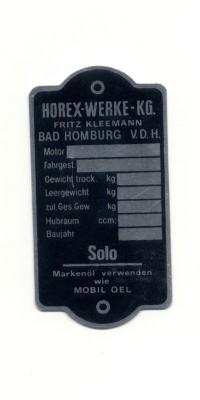 HOREX-WERKE-KG.
FRITZ KLEEMANN
BAD HOMBURG V.D.H.
Motor
Fahrgest.
Gewicht trock. kg
Leergewicht kg
zul.Ges.Gew. kg
Hubraum ccm:
Baujahr
Solo
Markenöl verwenden
wie
MOBIL OEL